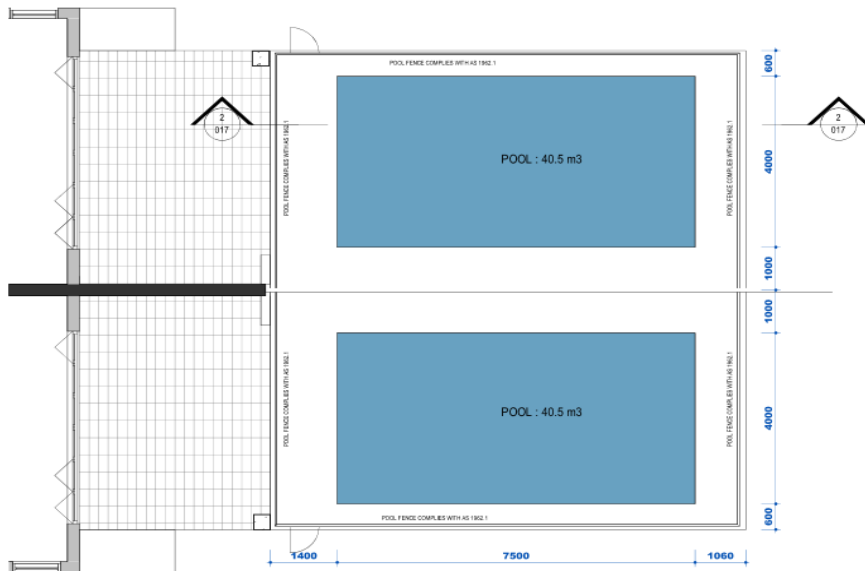 POOL FENCE COMPLIES WITH AS 1962.1
600
2
017
2
017
POOL FENCE COMPLIES WITH AS 1962.1
POOL : 40.5 m3
POOL FENCE COMPLIES WITH AS 1962.1
4000
1000
1000
POOL FENCE COMPLIES WITH AS 1962.1
POOL : 40.5 m3
POOL FENCE COMPLIES WITH AS 1962.1
4000
POOL FENCE COMPLIES WITH AS 1962.1
600
1400
7500
1060